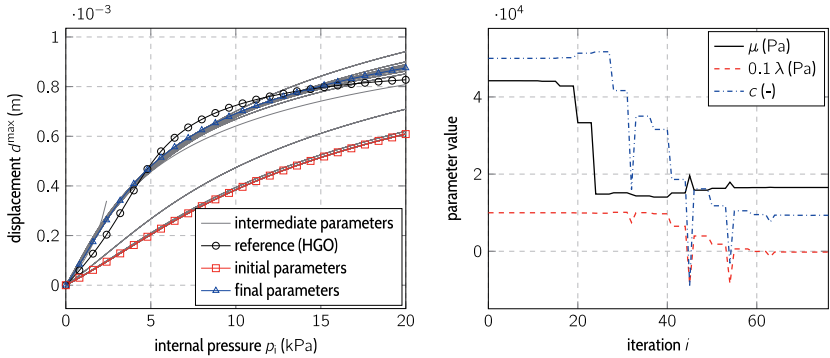 ·10⁻³
1
0.8
0.6
0.4
0.2
0
0 5 10 15 20
displacement dᵐᵃˣ (m)
internal pressure pᵢ (kPa)
intermediate parameters
reference (HGO)
initial parameters
final parameters
·10⁴
4
2
0
0 20 40 60
parameter value
iteration i
μ (Pa)
0.1 λ (Pa)
c (-)